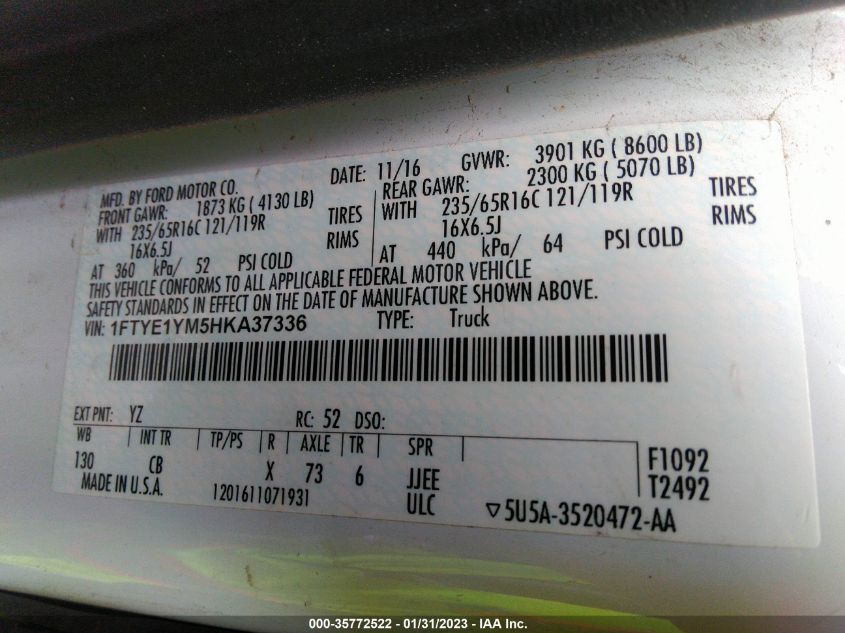 MFD. BY FORD MOTOR CO.
DATE: 11/16 GVWR: 3901 KG ( 8600 LB)
FRONT GAWR: 1873 KG ( 4130 LB)
REAR GAWR: 2300 KG ( 5070 LB)
WITH 235/65R16C 121/119R TIRES
WITH 235/65R16C 121/119R TIRES
16X6.5J RIMS
16X6.5J RIMS
AT 360 kPa/ 52 PSI COLD
AT 440 kPa/ 64 PSI COLD
THIS VEHICLE CONFORMS TO ALL APPLICABLE FEDERAL MOTOR VEHICLE
SAFETY STANDARDS IN EFFECT ON THE DATE OF MANUFACTURE SHOWN ABOVE.
VIN: 1FTYE1YM5HKA37336 TYPE: Truck
EXT PNT: YZ RC: 52 DSO:
WB INT TR TP/PS R AXLE TR SPR
130 CB X 73 6 JJEE
F1092
T2492
MADE IN U.S.A. 1201611071931 ULC
▽5U5A-3520472-AA
000-35772522 - 01/31/2023 - IAA Inc.